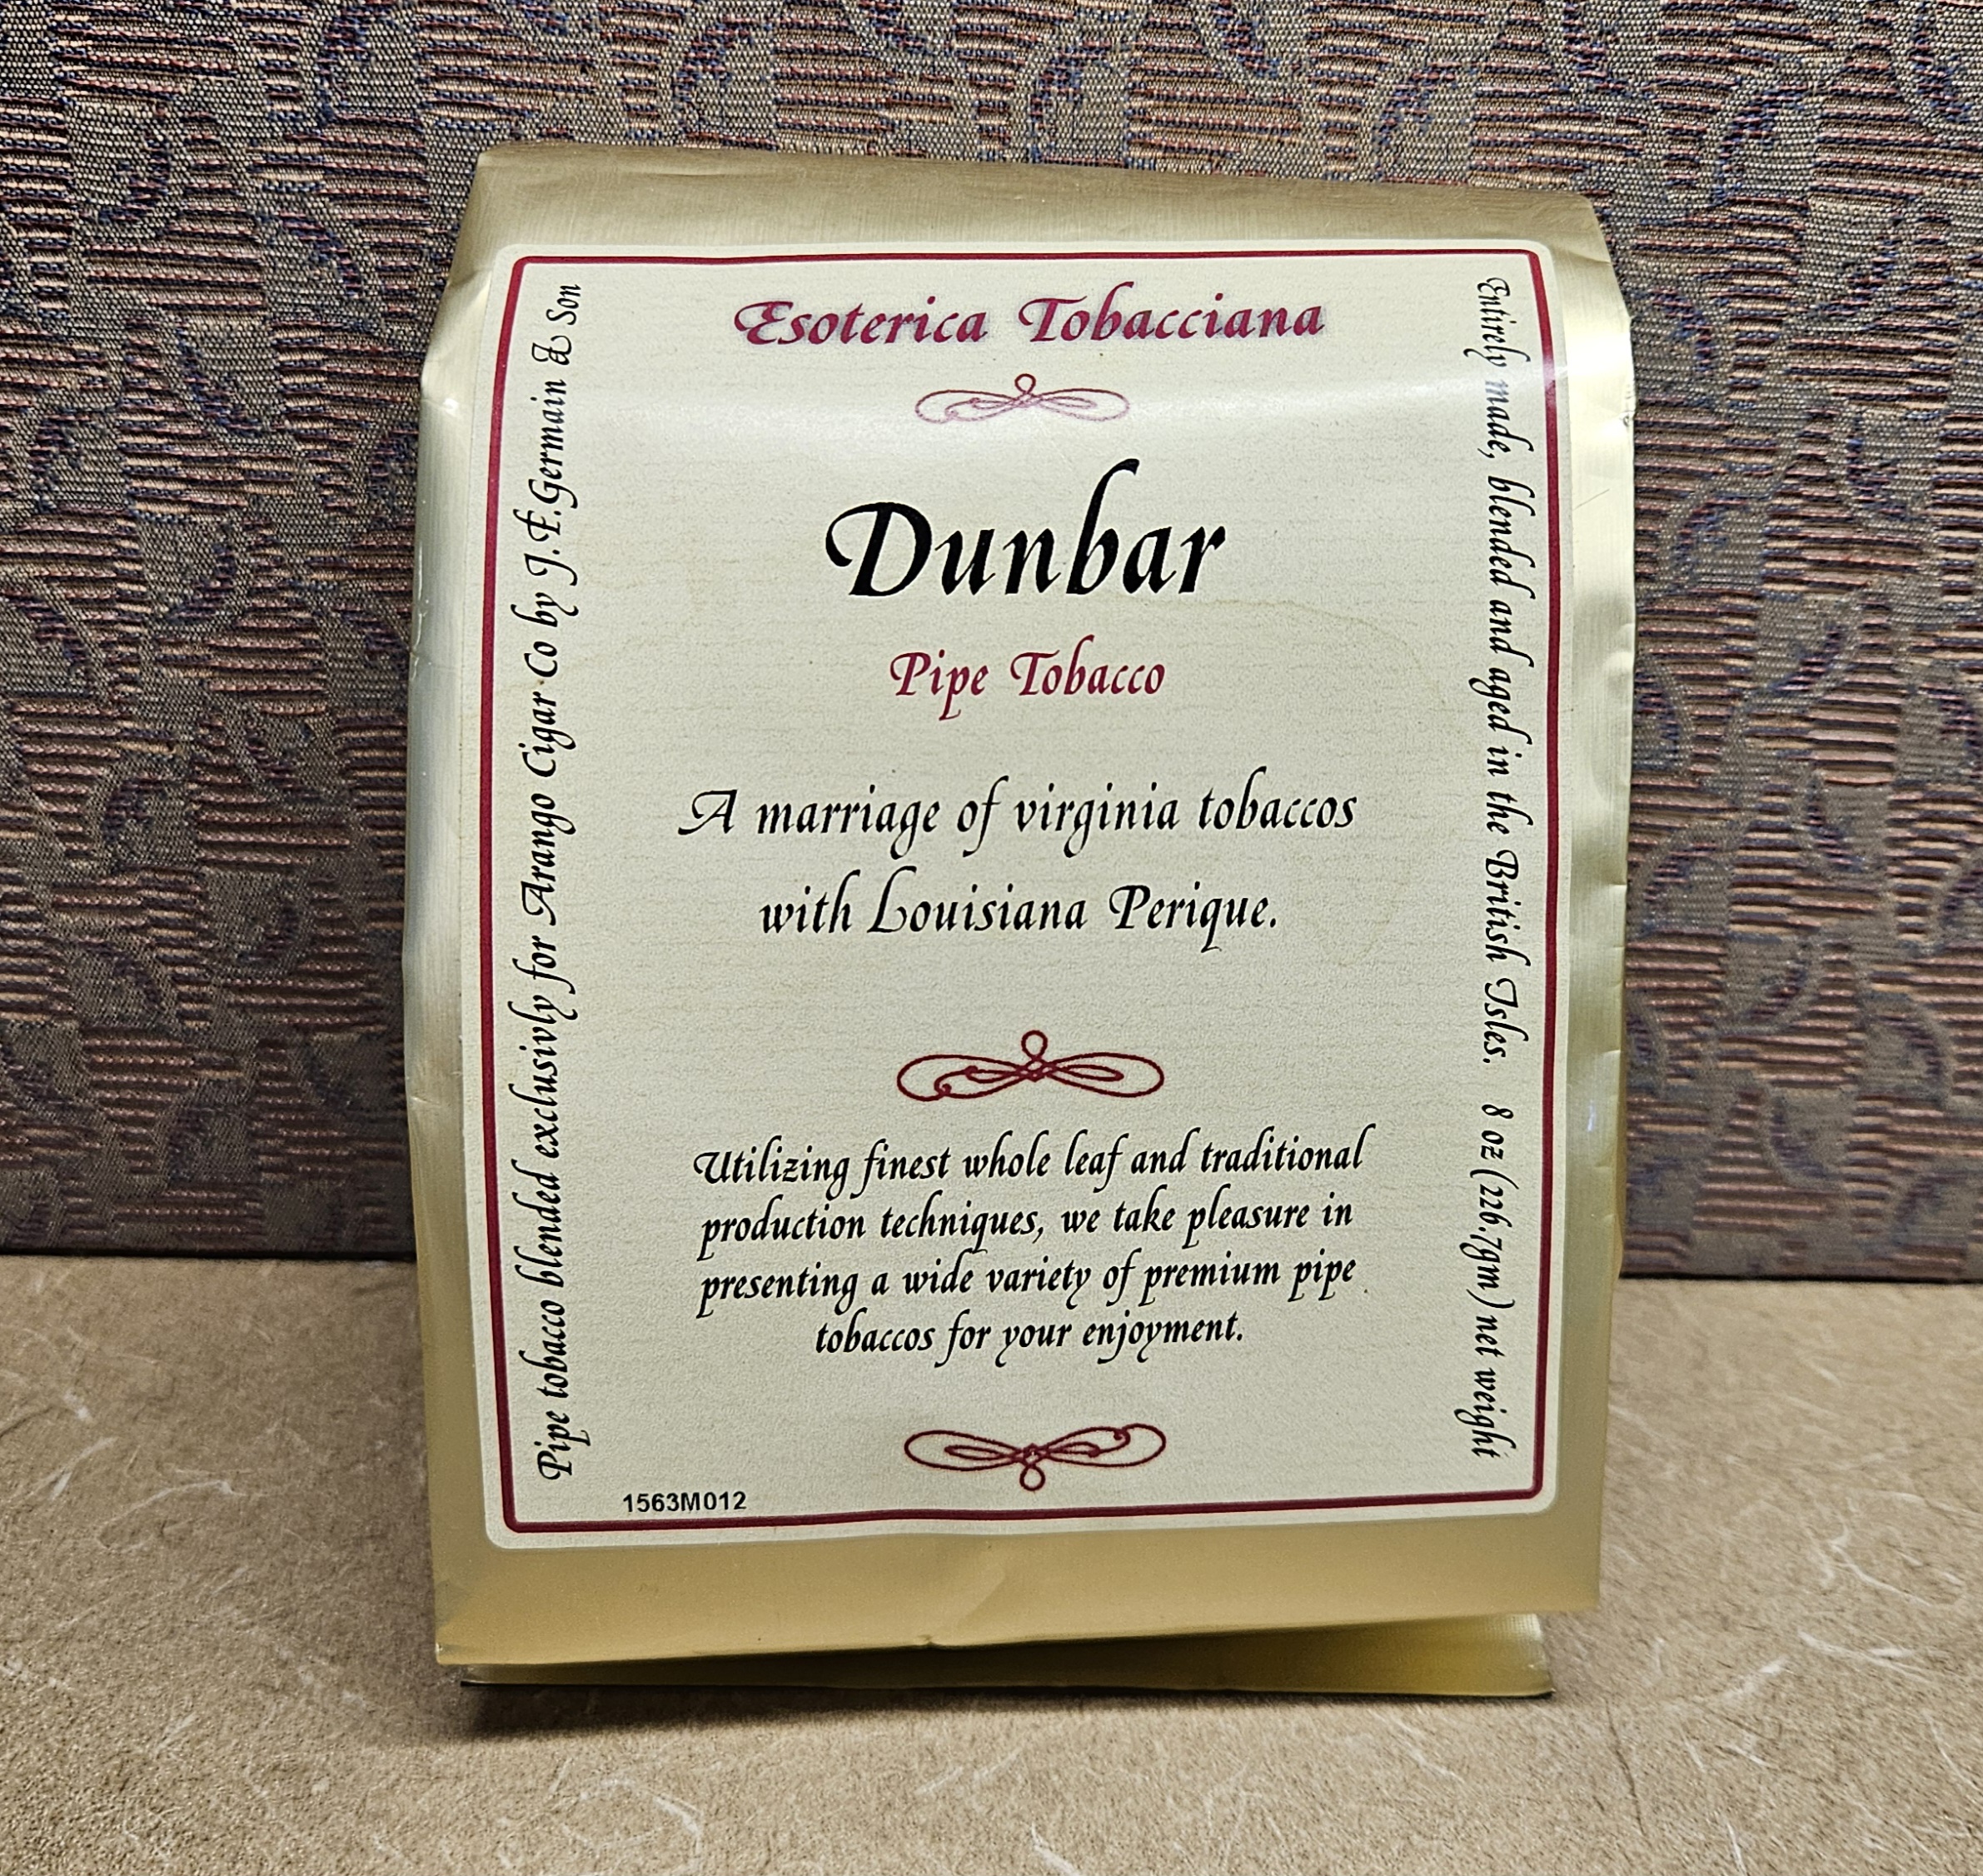 Esoterica Tobacciana
Dunbar
Pipe Tobacco
A marriage of virginia tobaccos
with Louisiana Perique.
Utilizing finest whole leaf and traditional
production techniques, we take pleasure in
presenting a wide variety of premium pipe
tobaccos for your enjoyment.
1563M012
Pipe tobacco blended exclusivly for Arango Cigar Co by J.E.Germain & Son
Entirely made, blended and aged in the British Isles. 8 oz (226,7gm) net weight